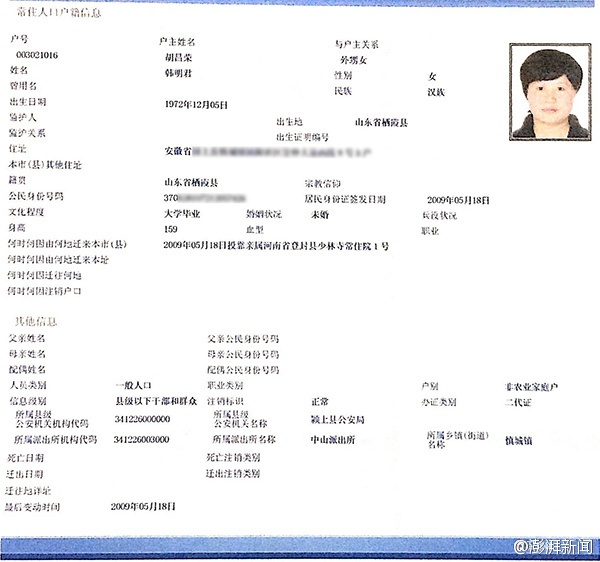 常住人口户籍信息
户号 户主姓名 与户主关系
003021016 胡昌荣 外甥女
姓名 韩明君 性别 女
曾用名 民族 汉族
出生日期 1972年12月05日
监护人 出生地 山东省栖霞县
监护关系 出生证明编号
住址 安徽省
本市(县)其他住址
籍贯 山东省栖霞县 宗教信仰
公民身份号码 370 居民身份证签发日期 2009年05月18日
文化程度 大学毕业 婚姻状况 未婚 兵役状况
身高 159 血型 职业
何时何因由何地迁来本市(县) 2009年05月18日投靠亲属河南省登封县少林寺常住院1号
何时何因由何地迁来本址
何时何因迁往何地
何时何因注销户口
其他信息
父亲姓名 父亲公民身份号码
母亲姓名 母亲公民身份号码
配偶姓名 配偶公民身份号码
人员类别 一般人口 职业类别 户别 非农业家庭户
信息级别 县级以下干部和群众 注销标识 正常 办证类别 二代证
所属县级公安机关机构代码 341226000000 所属县级公安机关名称 颍上县公安局
所属派出所机构代码 341226003000 所属派出所名称 中山派出所 所属乡镇(街道)名称 慎城镇
死亡日期 死亡注销类别
迁出日期 迁出注销类别
迁往地详址
最后变动时间 2009年05月18日
@澎湃新闻